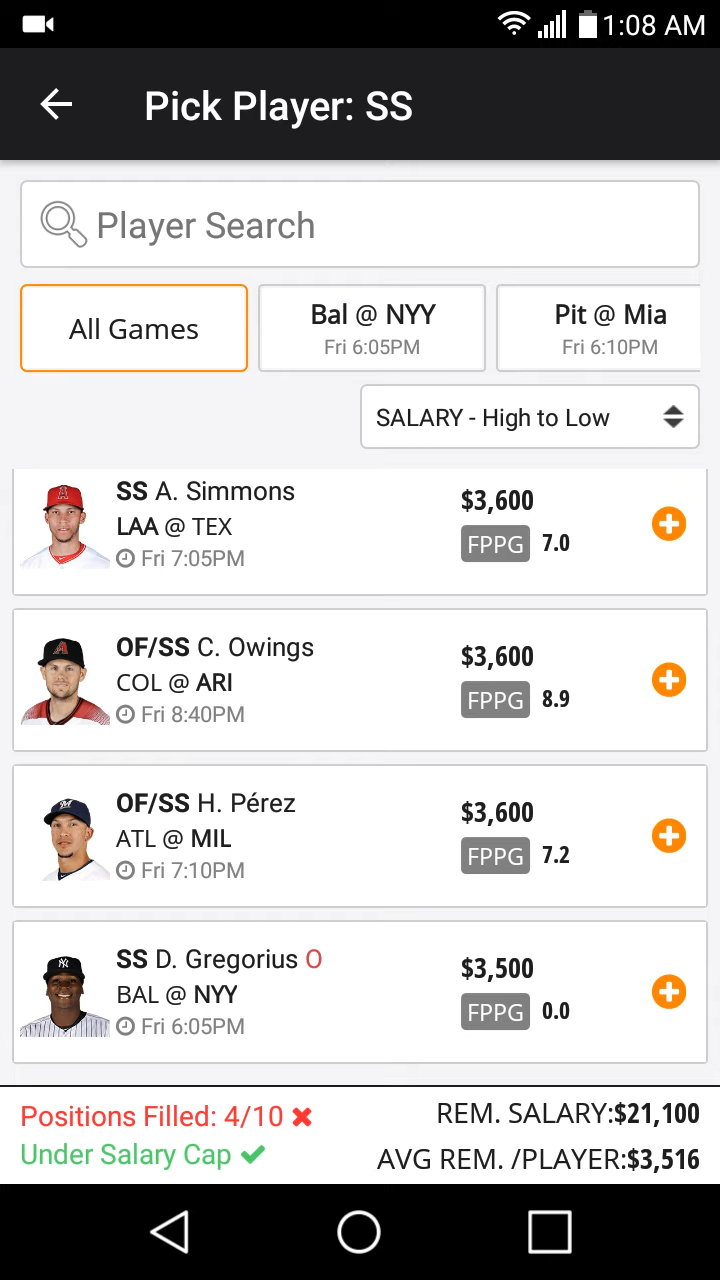 1:08 AM
Pick Player: SS
Player Search
All Games
Bal @ NYY
Fri 6:05PM
Pit @ Mia
Fri 6:10PM
SALARY - High to Low
SS A. Simmons
LAA @ TEX
Fri 7:05PM
$3,600
FPPG 7.0
OF/SS C. Owings
COL @ ARI
Fri 8:40PM
$3,600
FPPG 8.9
OF/SS H. Pérez
ATL @ MIL
Fri 7:10PM
$3,600
FPPG 7.2
SS D. Gregorius O
BAL @ NYY
Fri 6:05PM
$3,500
FPPG 0.0
Positions Filled: 4/10
Under Salary Cap
REM. SALARY:$21,100
AVG REM. /PLAYER:$3,516